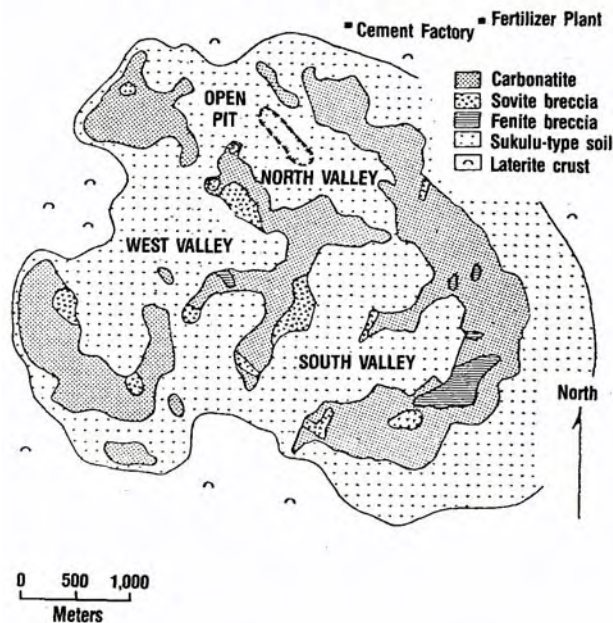 Cement Factory
Fertilizer Plant
Carbonatite
Sovite breccia
Fenite breccia
Sukulu-type soil
Laterite crust
OPEN
PIT
NORTH VALLEY
WEST VALLEY
SOUTH VALLEY
North
0 500 1,000
Meters